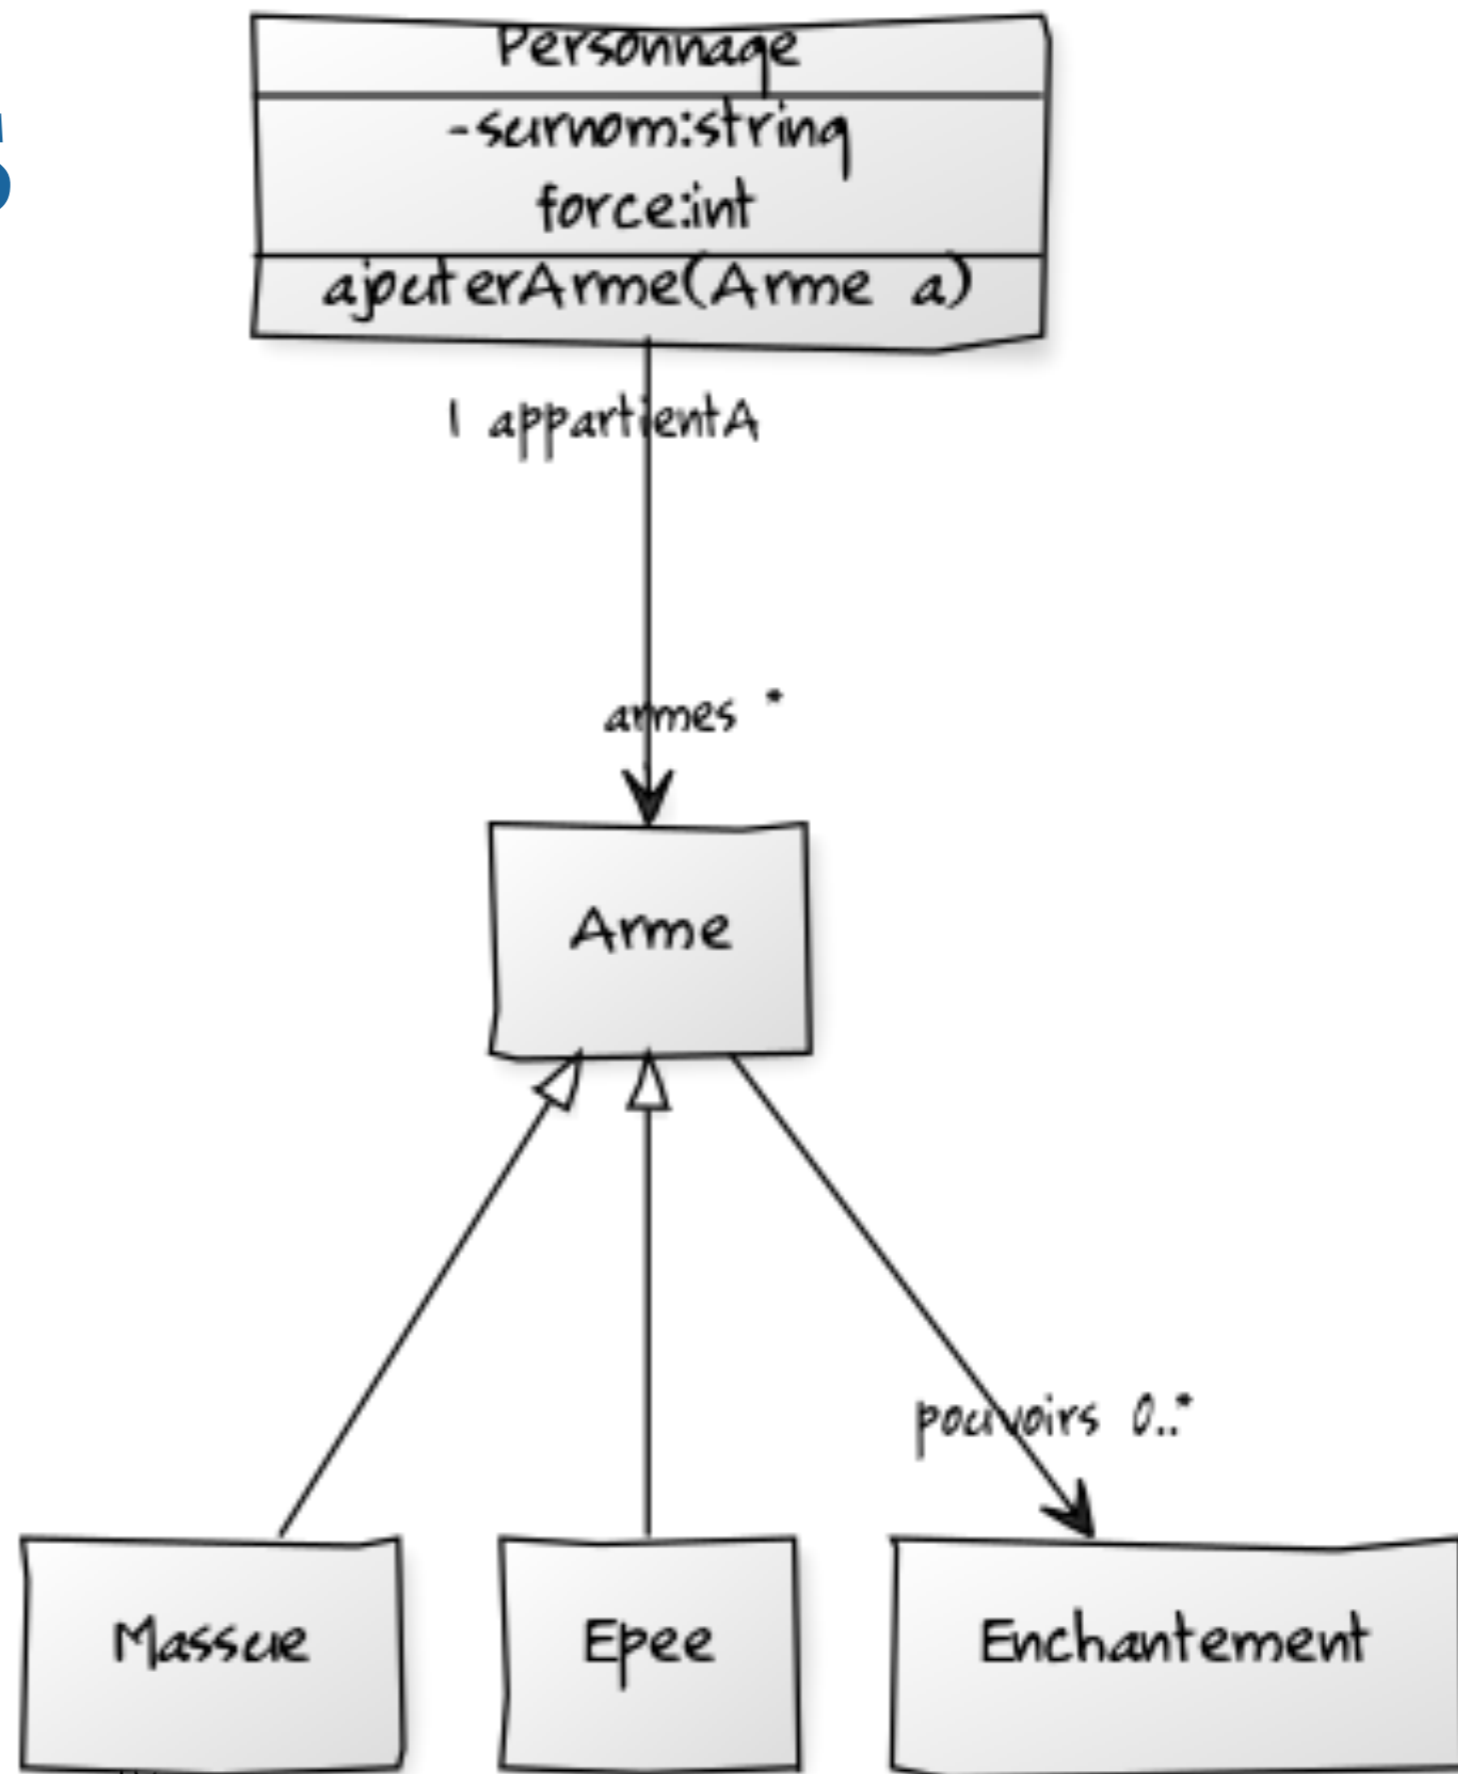 Personnage
-surnom:string
force:int
ajouterArme(Arme a)
1 appartientA
armes *
Arme
pouvoirs 0..*
Massue
Epee
Enchantement